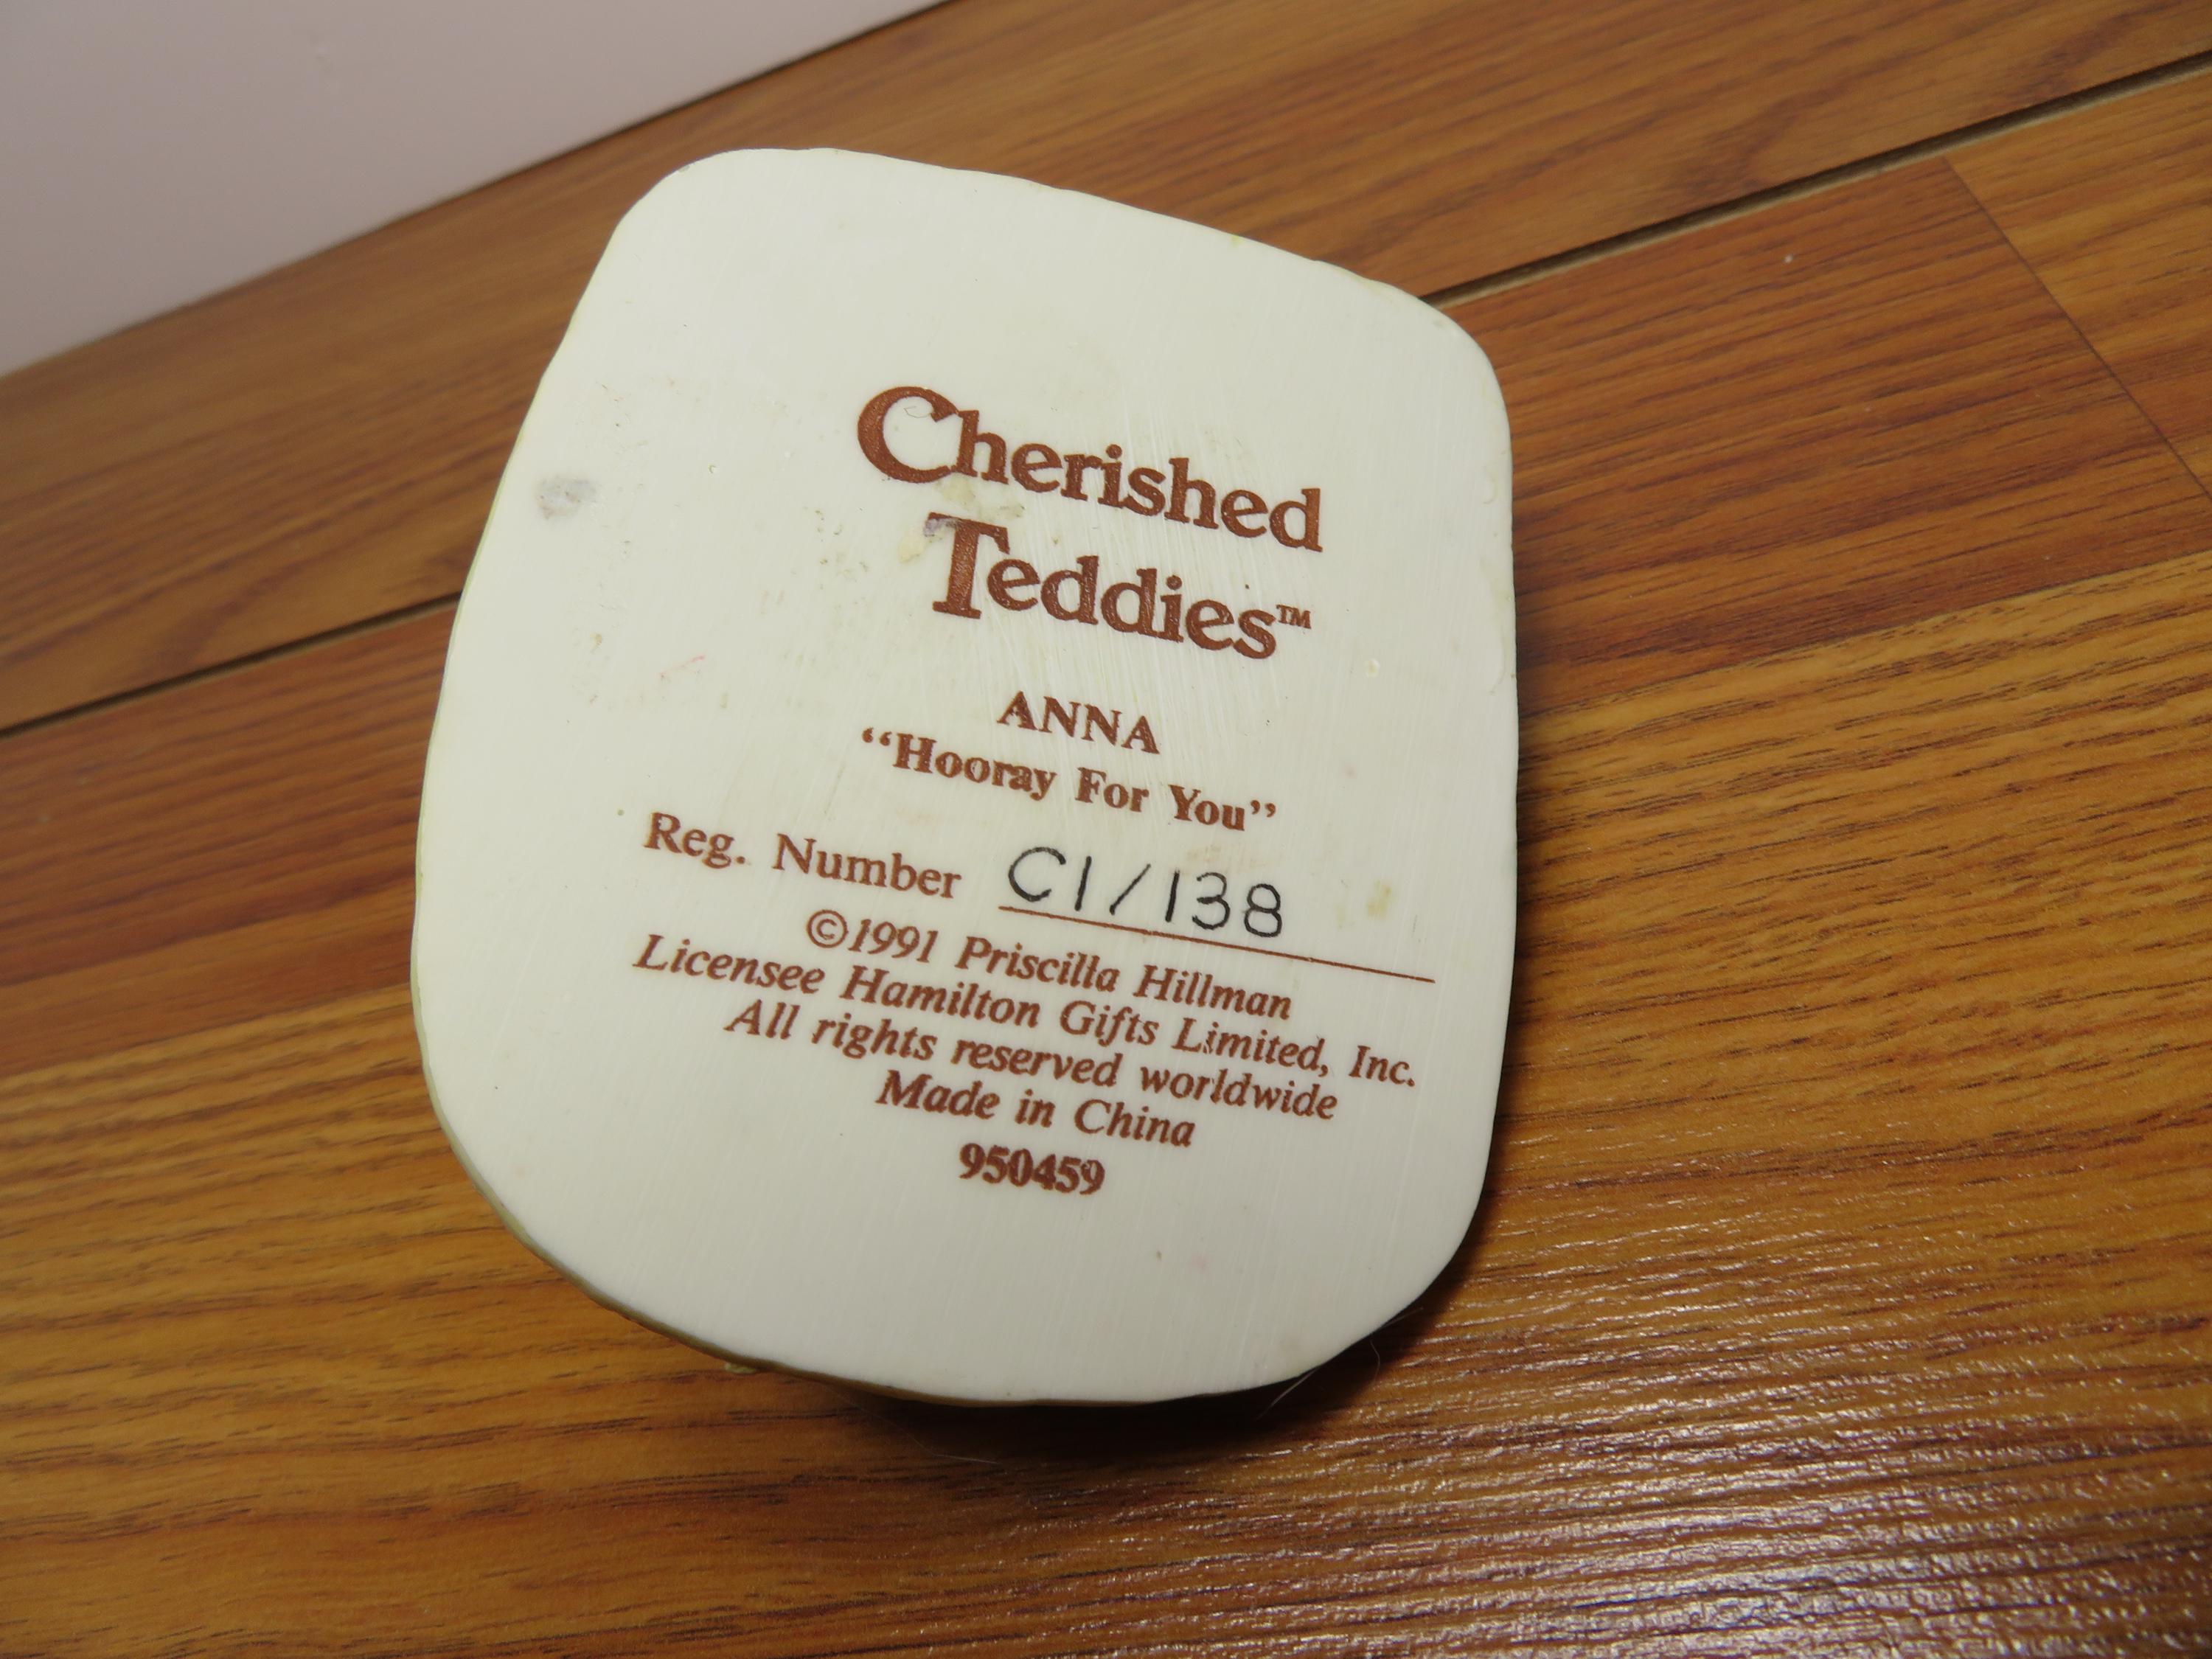 Cherished
Teddies™
ANNA
“Hooray For You”
Reg. Number C1/138
©1991 Priscilla Hillman
Licensee Hamilton Gifts Limited, Inc.
All rights reserved worldwide
Made in China
950459